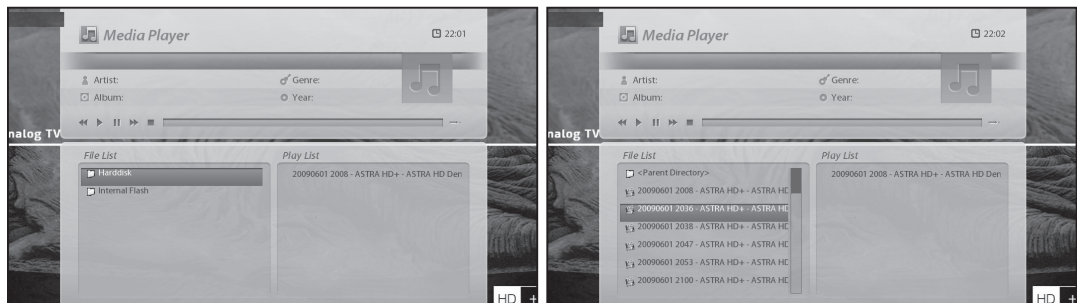 Media Player
22:01
Artist:
Genre:
Album:
Year:
nalog TV
File List
Play List
Harddisk
Internal Flash
20090601 2008 - ASTRA HD+ - ASTRA HD Den
HD +
Media Player
22:02
Artist:
Genre:
Album:
Year:
nalog TV
File List
Play List
<Parent Directory>
20090601 2008 - ASTRA HD+ - ASTRA HD
20090601 2036 - ASTRA HD+ - ASTRA HD
20090601 2038 - ASTRA HD+ - ASTRA HD
20090601 2047 - ASTRA HD+ - ASTRA HD
20090601 2053 - ASTRA HD+ - ASTRA HD
20090601 2100 - ASTRA HD+ - ASTRA HD
20090601 2008 - ASTRA HD+ - ASTRA HD Den
HD +